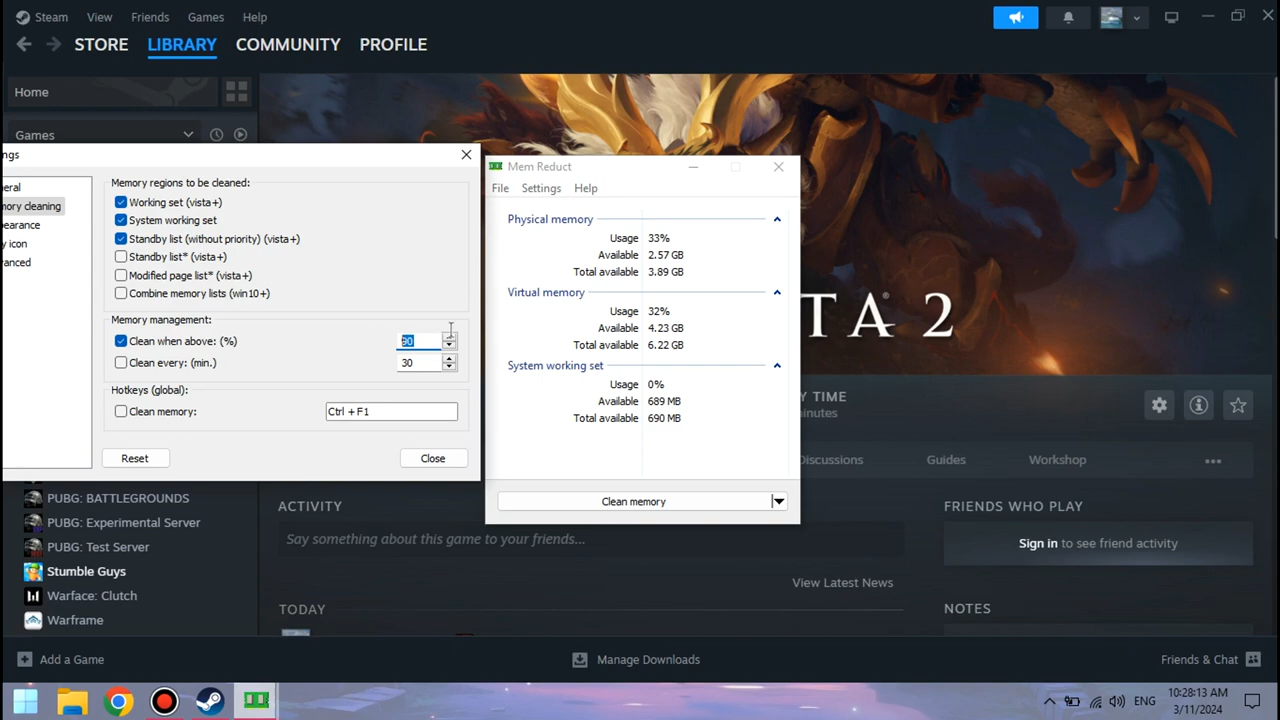 Steam View Friends Games Help
STORE LIBRARY COMMUNITY PROFILE
Home
Games
ngs
eral
mory cleaning
pearance
y icon
anced
Memory regions to be cleaned:
Working set (vista+)
System working set
Standby list (without priority) (vista+)
Standby list* (vista+)
Modified page list* (vista+)
Combine memory lists (win10+)
Memory management:
Clean when above: (%) 90
Clean every: (min.) 30
Hotkeys (global):
Clean memory: Ctrl + F1
Reset Close
Mem Reduct
File Settings Help
Physical memory
Usage 33%
Available 2.57 GB
Total available 3.89 GB
Virtual memory
Usage 32%
Available 4.23 GB
Total available 6.22 GB
System working set
Usage 0%
Available 689 MB
Total available 690 MB
Clean memory
TA 2
Y TIME
inutes
Discussions Guides Workshop
PUBG: BATTLEGROUNDS
PUBG: Experimental Server
PUBG: Test Server
Stumble Guys
Warface: Clutch
Warframe
ACTIVITY
Say something about this game to your friends...
View Latest News
TODAY
FRIENDS WHO PLAY
Sign in to see friend activity
NOTES
Add a Game Manage Downloads Friends & Chat
ENG
10:28:13 AM
3/11/2024